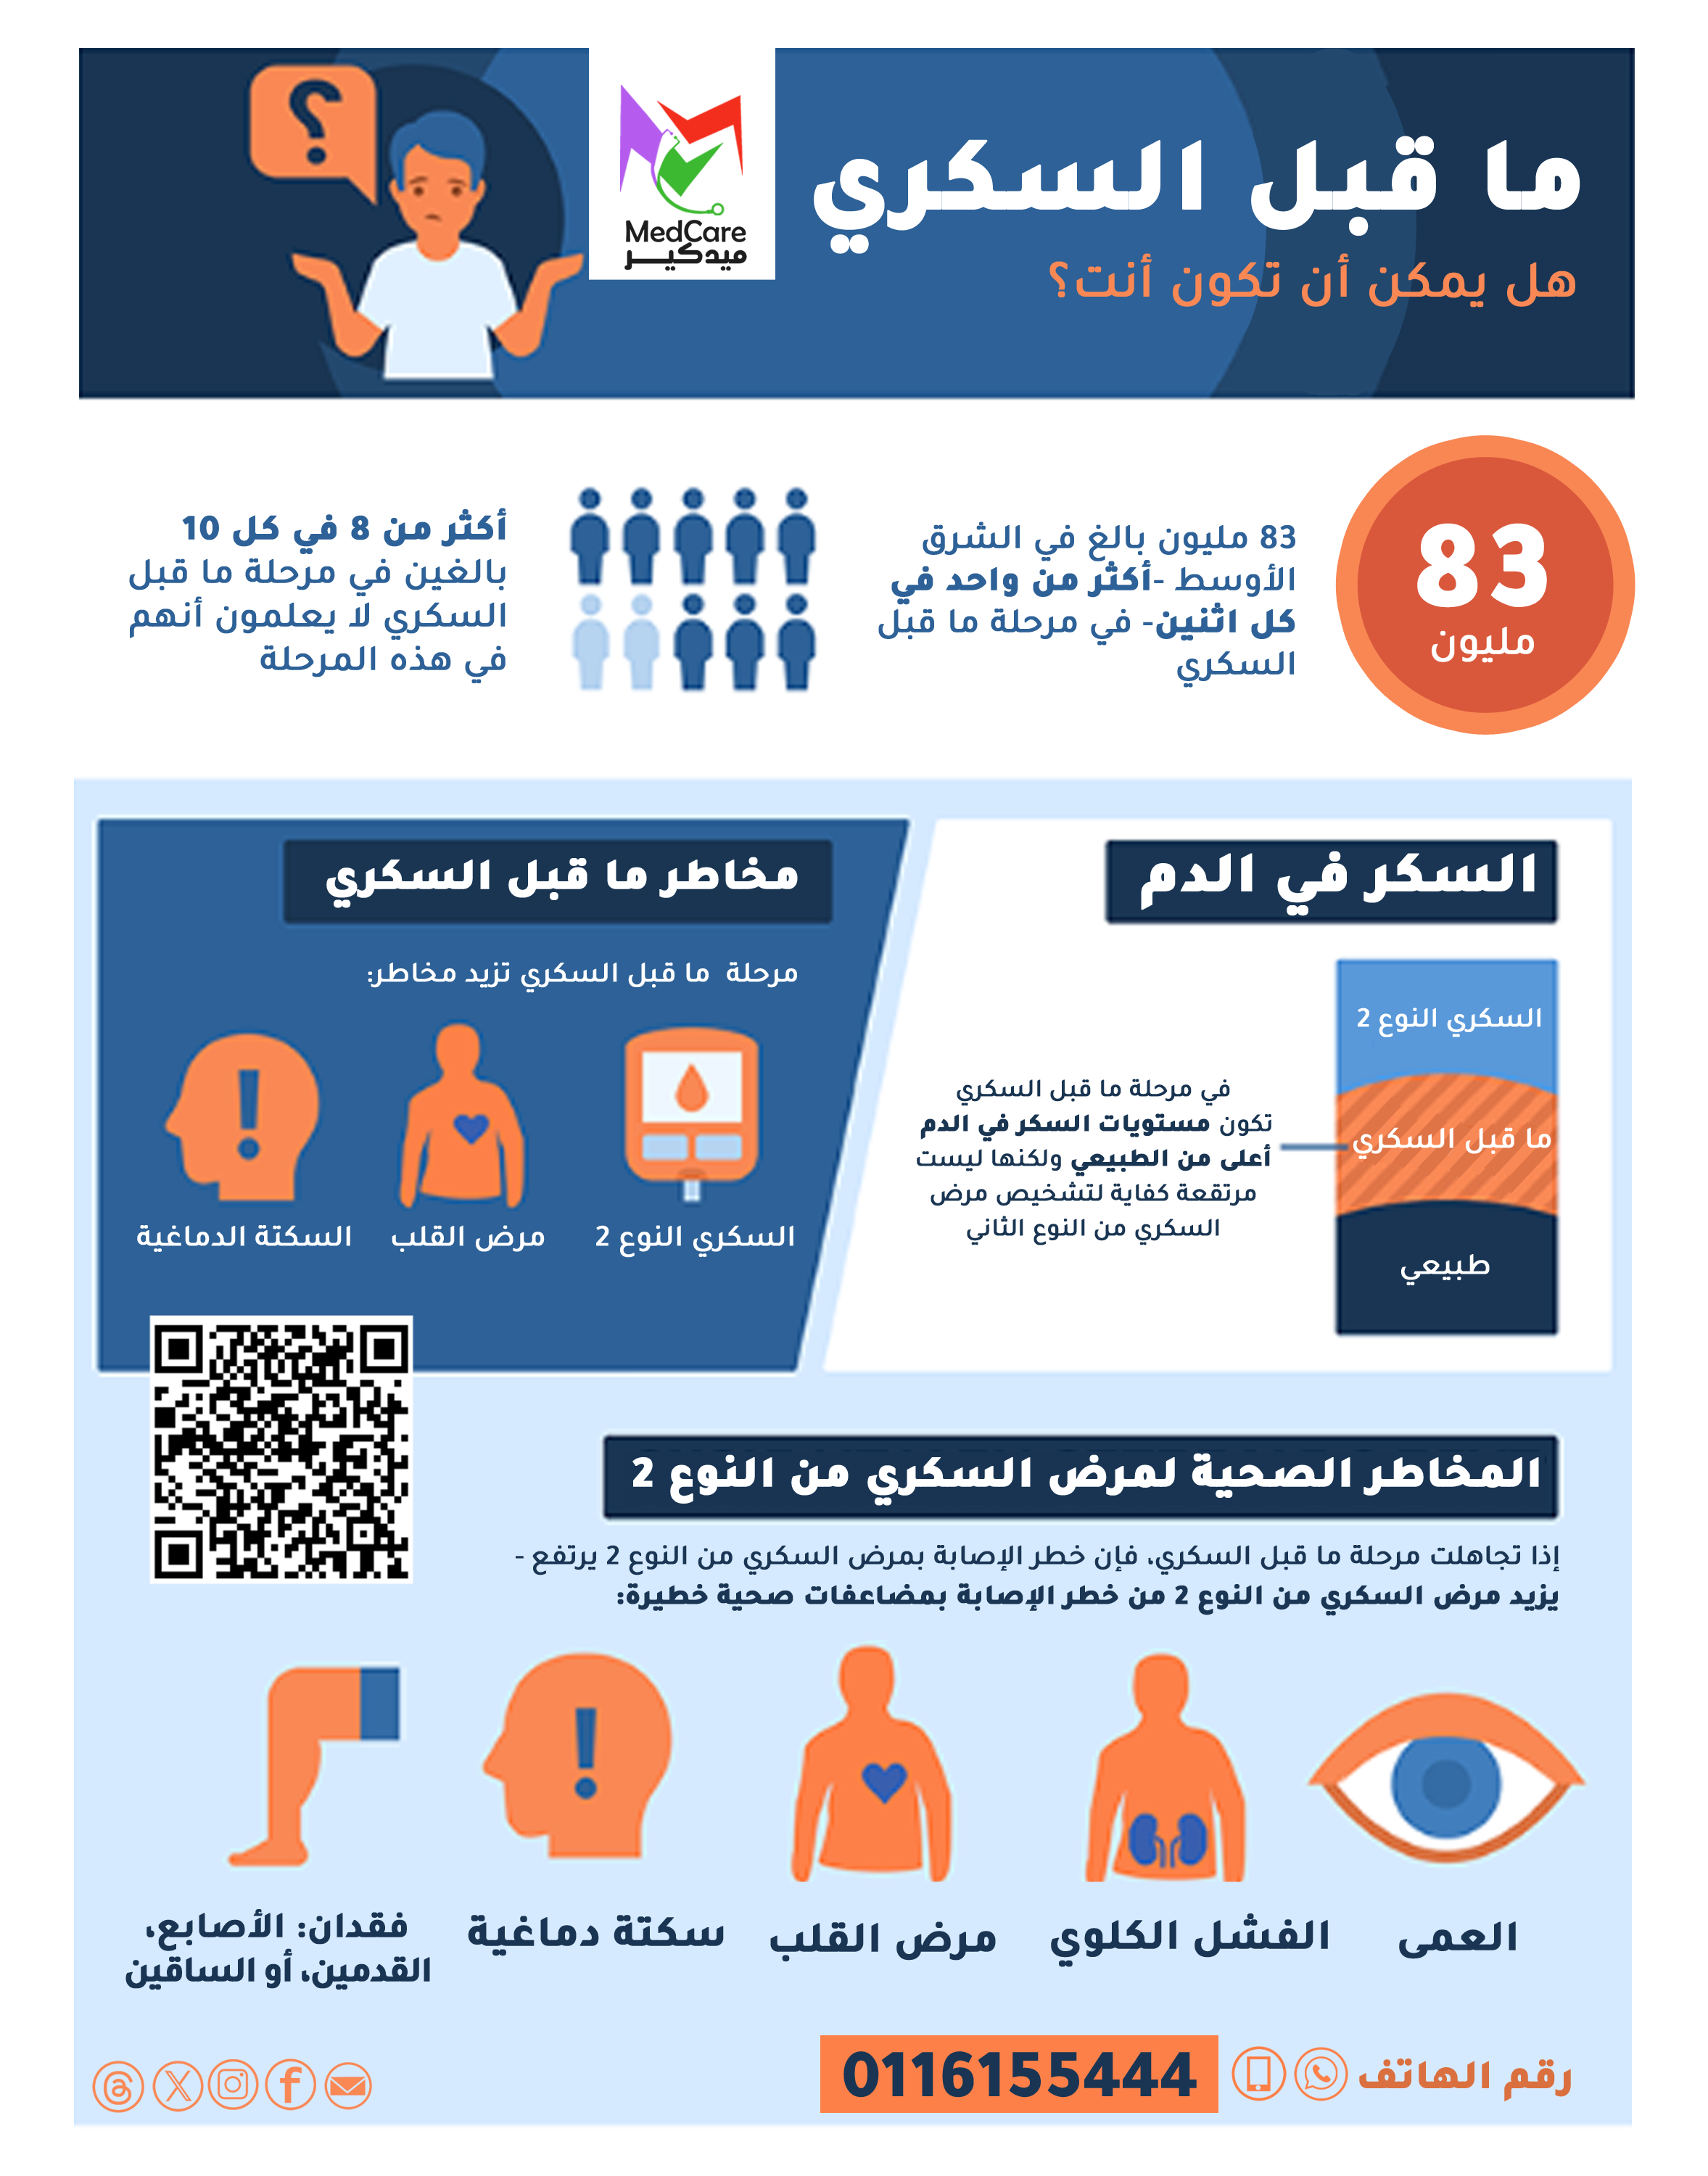 ؟
MedCare
ميدكير
ما قبل السكري
هل يمكن أن تكون أنت؟
83
مليون
83 مليون بالغ في الشرق
الأوسط -أكثر من واحد في
كل اثنين- في مرحلة ما قبل
السكري
أكثر من 8 في كل 10
بالغين في مرحلة ما قبل
السكري لا يعلمون أنهم
في هذه المرحلة
السكر في الدم
السكري النوع 2
ما قبل السكري
طبيعي
في مرحلة ما قبل السكري
تكون مستويات السكر في الدم
أعلى من الطبيعي ولكنها ليست
مرتقعة كفاية لتشخيص مرض
السكري من النوع الثاني
مخاطر ما قبل السكري
مرحلة ما قبل السكري تزيد مخاطر:
السكري النوع 2
مرض القلب
السكتة الدماغية
!
المخاطر الصحية لمرض السكري من النوع 2
إذا تجاهلت مرحلة ما قبل السكري، فإن خطر الإصابة بمرض السكري من النوع 2 يرتفع -
يزيد مرض السكري من النوع 2 من خطر الإصابة بمضاعفات صحية خطيرة:
!
العمى
الفشل الكلوي
مرض القلب
سكتة دماغية
فقدان: الأصابع،
القدمين، أو الساقين
رقم الهاتف
0116155444